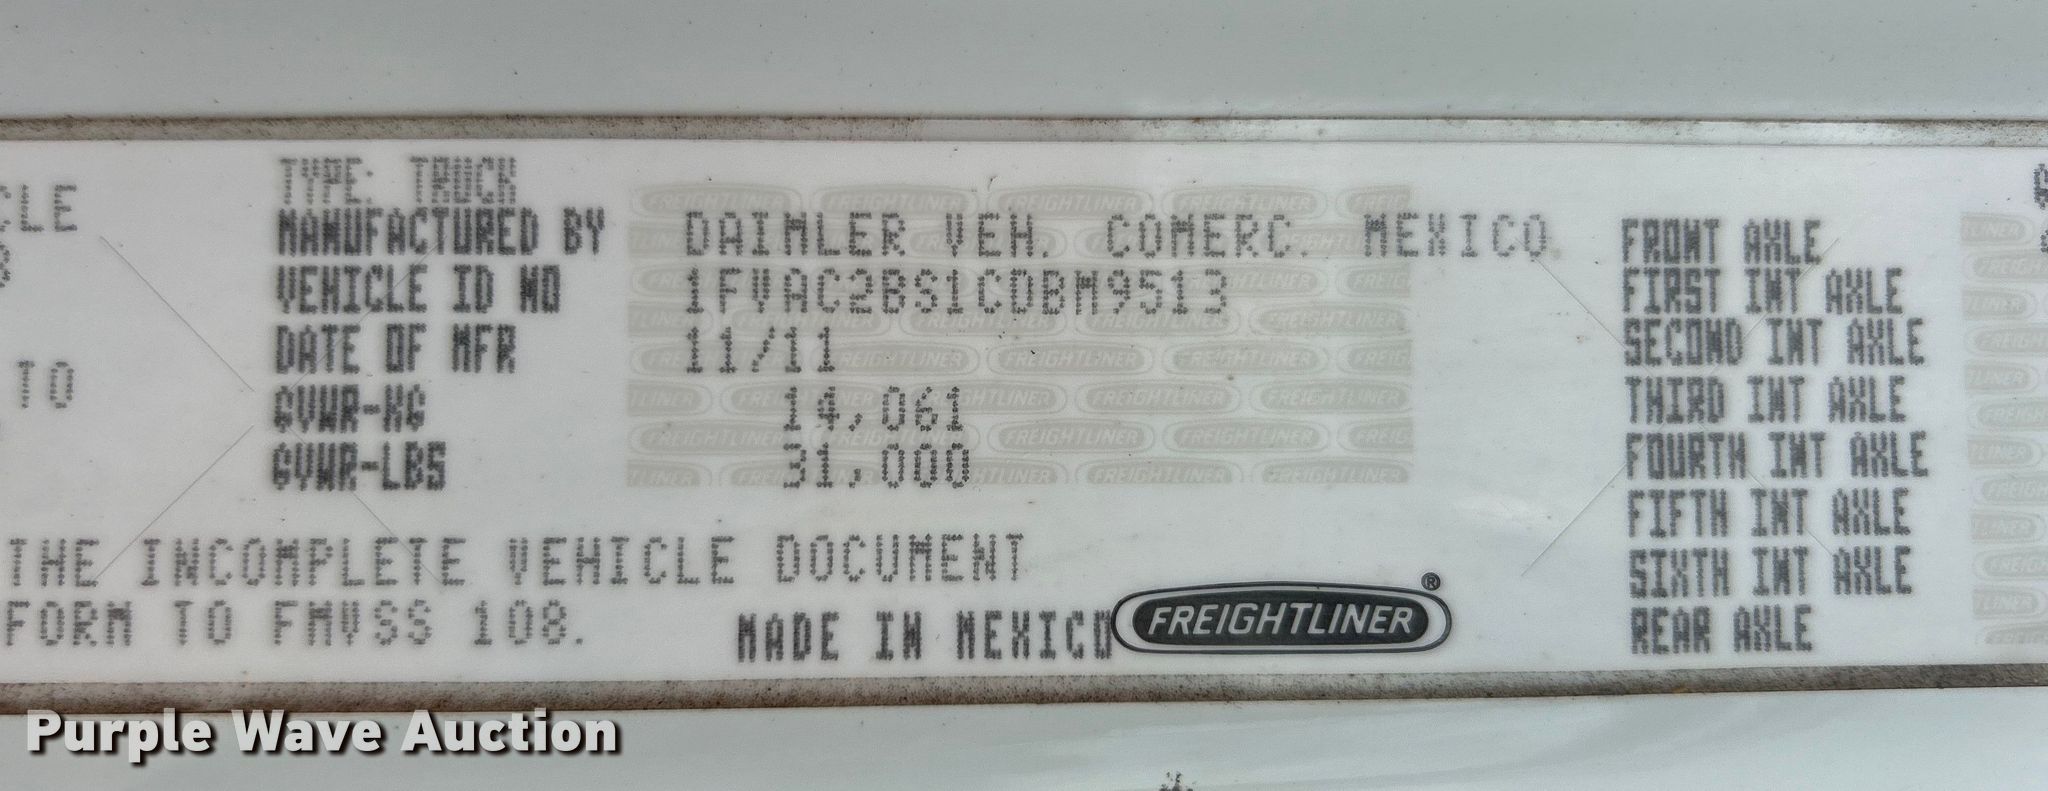 CLE
TO
TYPE: TRUCK
MANUFACTURED BY DAIMLER VEH. COMERC. MEXICO
VEHICLE ID NO 1FVAC2BS1CDBM9513
DATE OF MFR 11/11
GVWR-KG 14,061
GVWR-LBS 31,000
THE INCOMPLETE VEHICLE DOCUMENT
FORM TO FMVSS 108.
MADE IN MEXICO FREIGHTLINER®
FRONT AXLE
FIRST INT AXLE
SECOND INT AXLE
THIRD INT AXLE
FOURTH INT AXLE
FIFTH INT AXLE
SIXTH INT AXLE
REAR AXLE
Purple Wave Auction